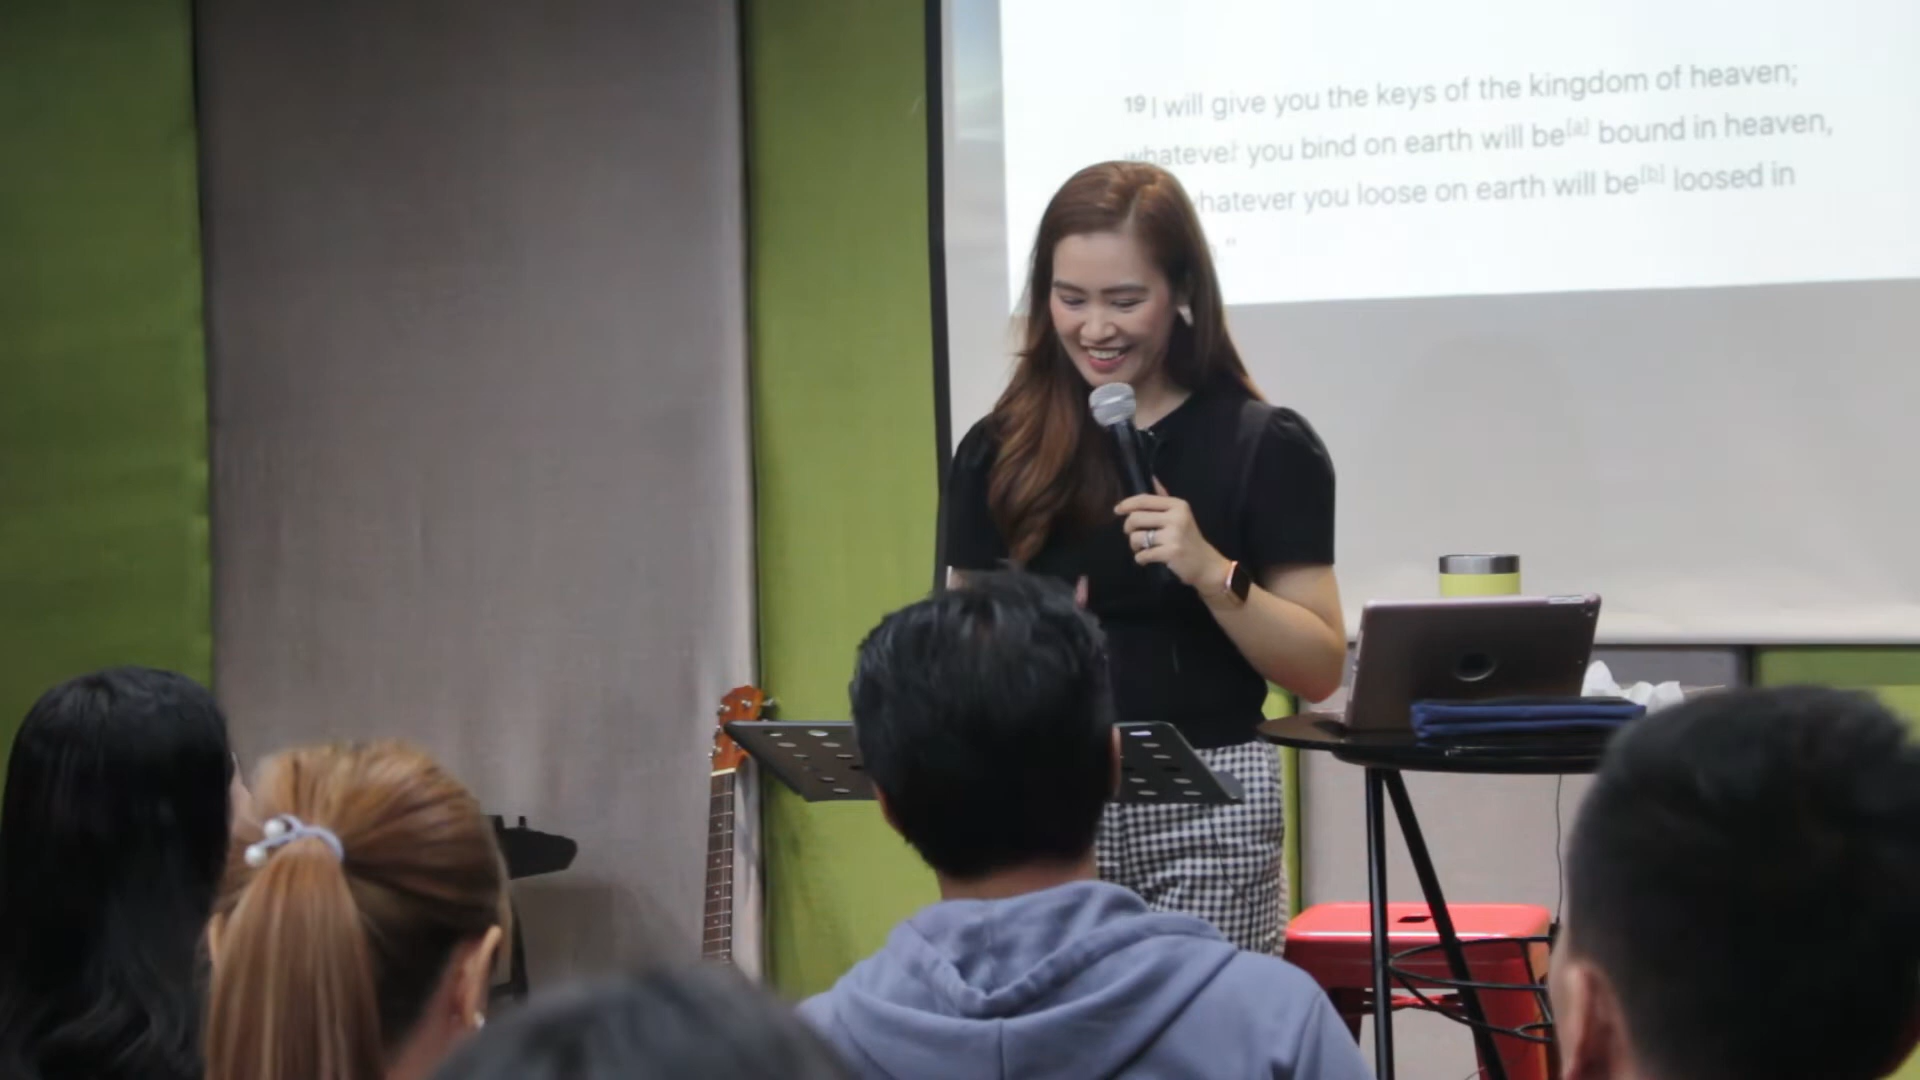 19 I will give you the keys of the kingdom of heaven;
whatever you bind on earth will be[a] bound in heaven,
whatever you loose on earth will be[b] loosed in
"